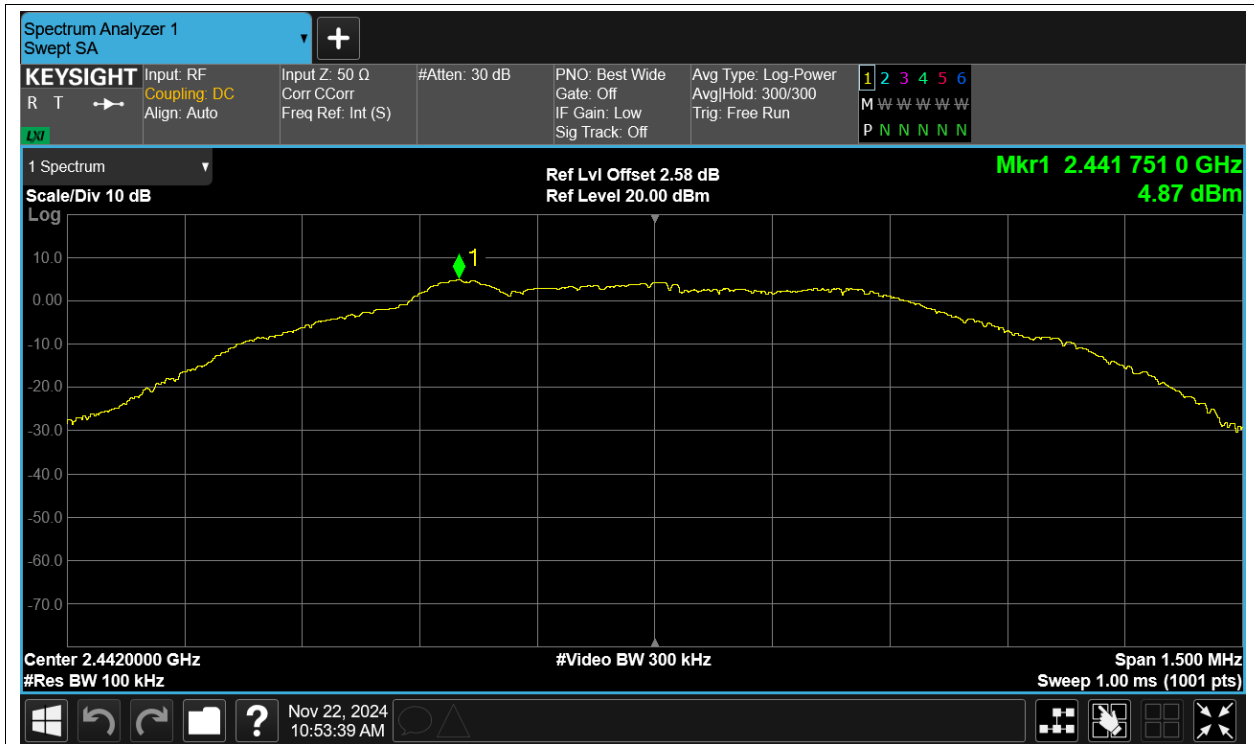 Spectrum Analyzer 1
Swept SA
KEYSIGHT
R T
LXI
Input: RF
Coupling: DC
Align: Auto
Input Z: 50 Ω
Corr CCorr
Freq Ref: Int (S)
#Atten: 30 dB
PNO: Best Wide
Gate: Off
IF Gain: Low
Sig Track: Off
Avg Type: Log-Power
Avg|Hold: 300/300
Trig: Free Run
1 2 3 4 5 6
M W W W W W
P N N N N N
1 Spectrum
Scale/Div 10 dB
Log
Ref Lvl Offset 2.58 dB
Ref Level 20.00 dBm
Mkr1 2.441 751 0 GHz
4.87 dBm
1
10.0
0.00
-10.0
-20.0
-30.0
-40.0
-50.0
-60.0
-70.0
Center 2.4420000 GHz
#Res BW 100 kHz
#Video BW 300 kHz
Span 1.500 MHz
Sweep 1.00 ms (1001 pts)
?
Nov 22, 2024
10:53:39 AM